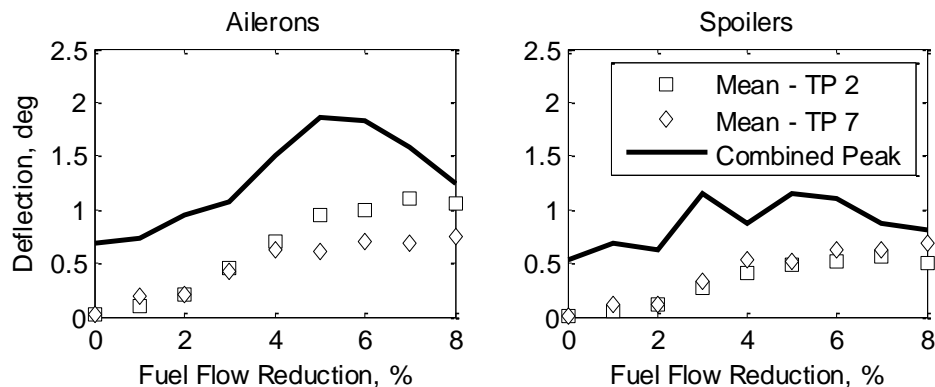 Ailerons
Spoilers
2.5
2
1.5
1
0.5
0
Deflection, deg
0 2 4 6 8
Fuel Flow Reduction, %
2.5
2
1.5
1
0.5
0
Mean - TP 2
Mean - TP 7
Combined Peak
0 2 4 6 8
Fuel Flow Reduction, %